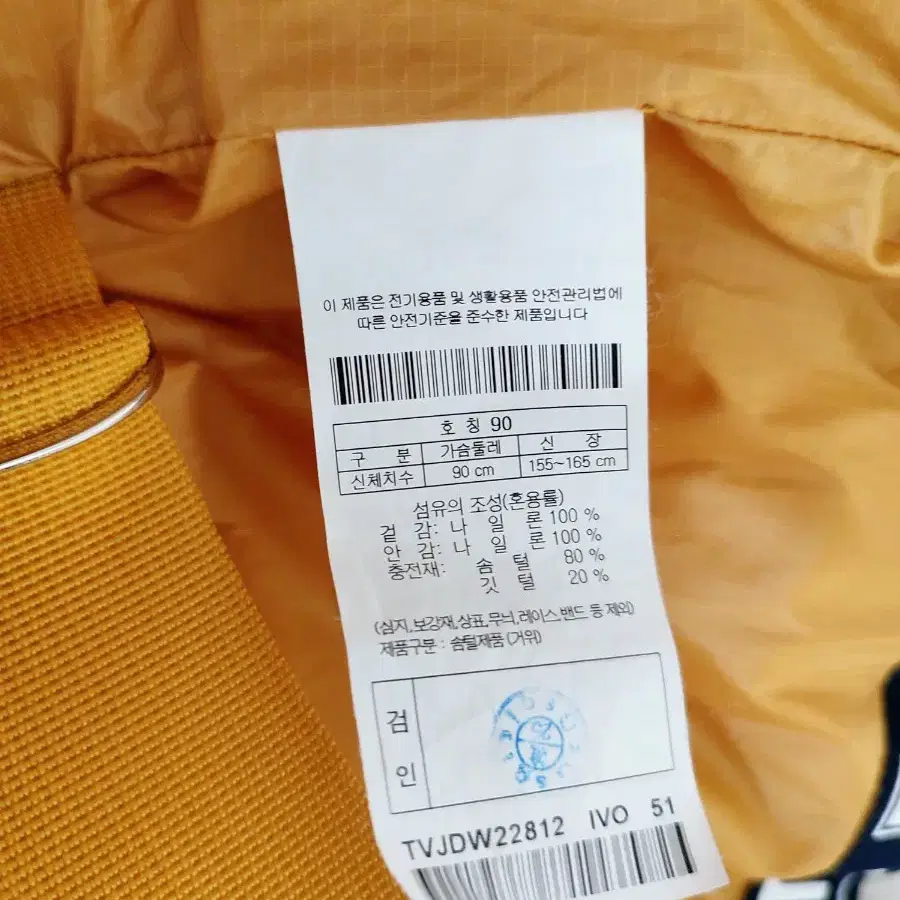 이 제품은 전기용품 및 생활용품 안전관리법에
따른 안전기준을 준수한 제품입니다
호 칭 90
구 분 가슴둘레 신 장
신체치수 90 cm 155~165 cm
섬유의 조성(혼용률)
겉 감: 나 일 론 100 %
안 감: 나 일 론 100 %
충전재: 솜 털 80 %
깃 털 20 %
(심지,보강재,상표,무늬,레이스,밴드 등 제외)
제품구분 : 솜털제품 (거위)
검
인
TVJDW22812 IVO 51